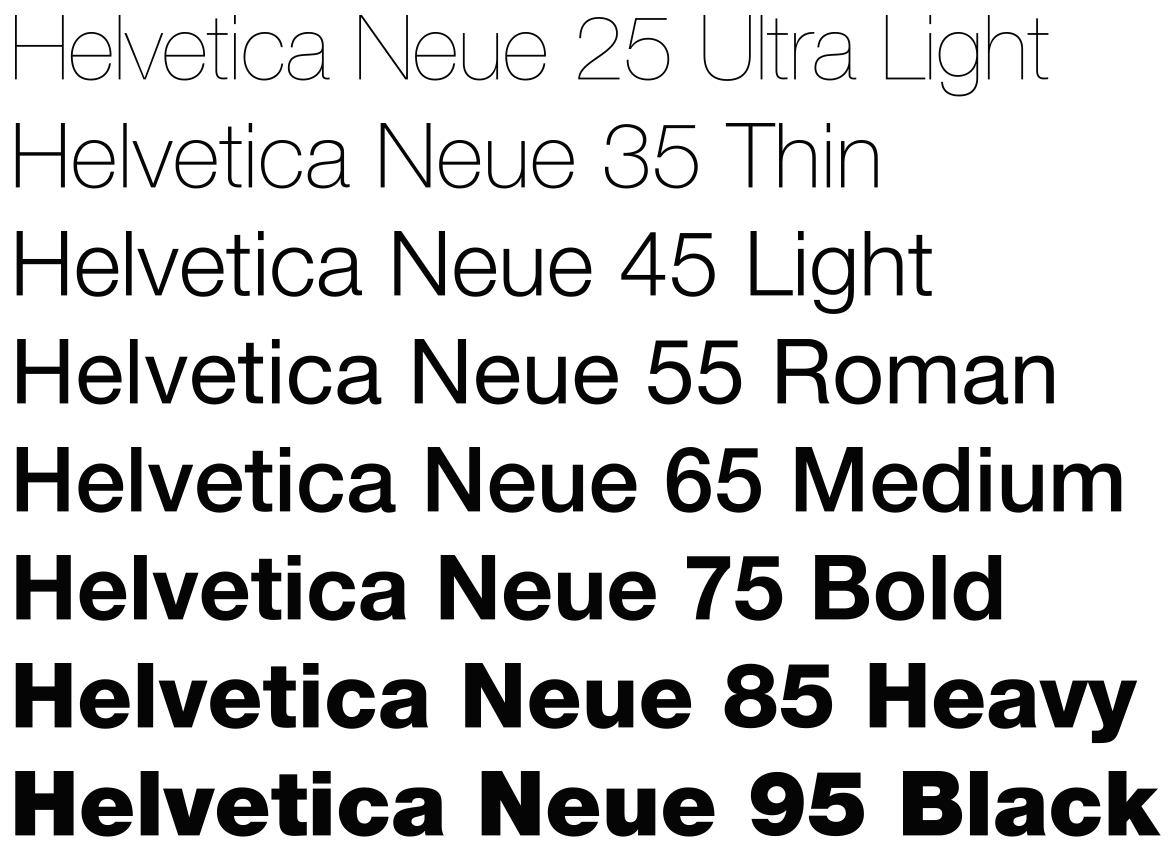 Helvetica Neue 25 Ultra Light
Helvetica Neue 35 Thin
Helvetica Neue 45 Light
Helvetica Neue 55 Roman
Helvetica Neue 65 Medium
Helvetica Neue 75 Bold
Helvetica Neue 85 Heavy
Helvetica Neue 95 Black